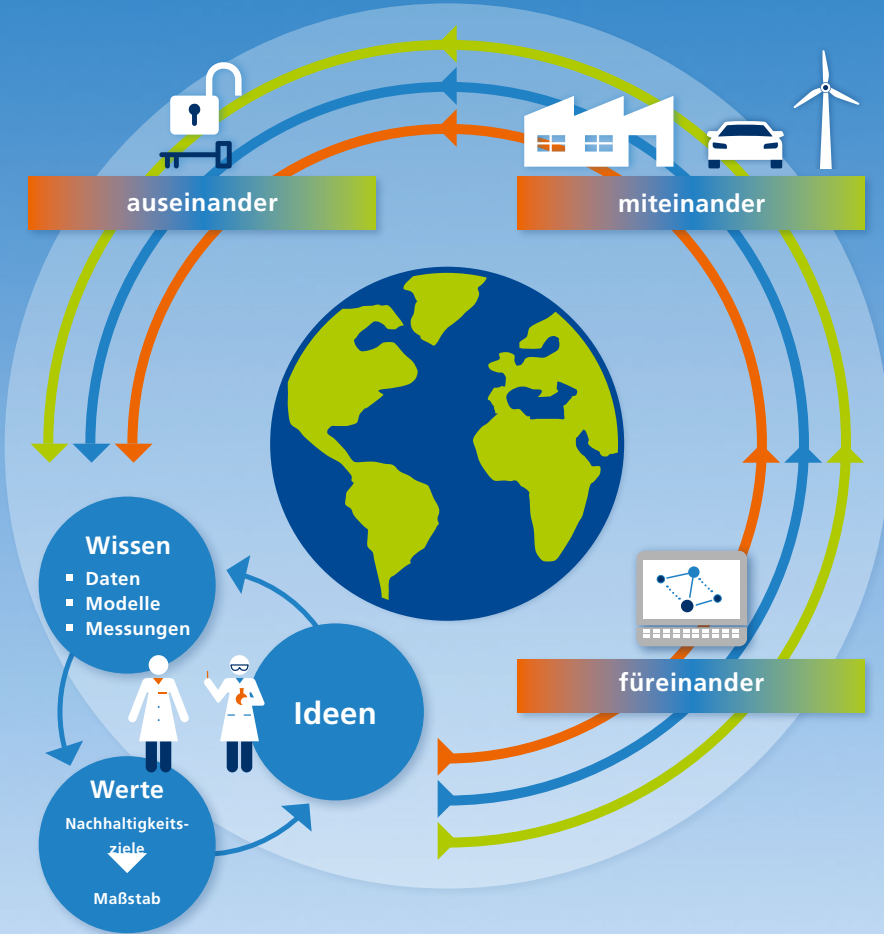 auseinander
miteinander
Wissen
Daten
Modelle
Messungen
füreinander
Ideen
Werte
Nachhaltigkeits-
ziele
Maßstab